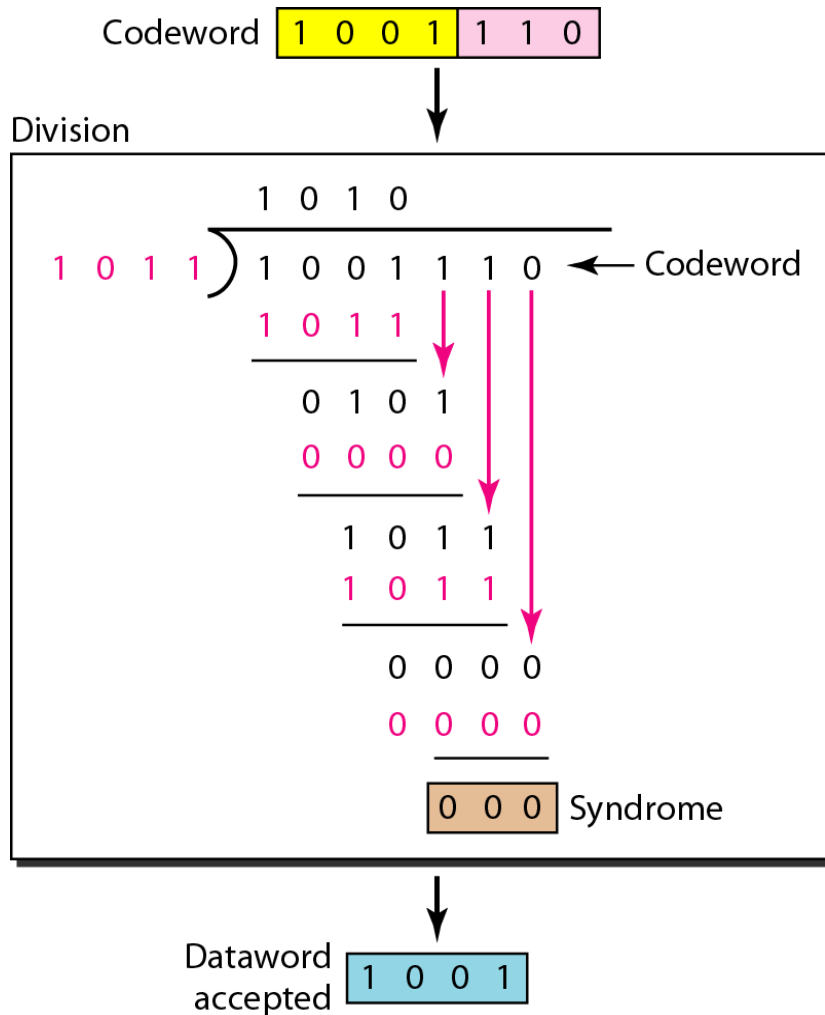 Codeword 1 0 0 1 1 1 0
Division
1 0 1 0
1 0 1 1 1 0 0 1 1 1 0 Codeword
1 0 1 1
0 1 0 1
0 0 0 0
1 0 1 1
1 0 1 1
0 0 0 0
0 0 0 0
0 0 0 Syndrome
Dataword
accepted
1 0 0 1